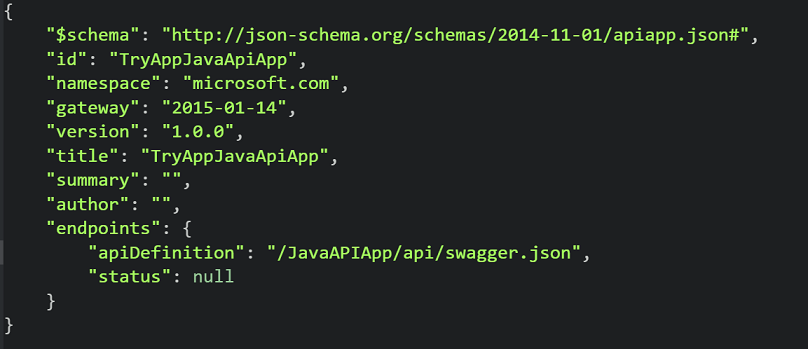 {
    "$schema": "http://json-schema.org/schemas/2014-11-01/apiapp.json#",
    "id": "TryAppJavaApiApp",
    "namespace": "microsoft.com",
    "gateway": "2015-01-14",
    "version": "1.0.0",
    "title": "TryAppJavaApiApp",
    "summary": "",
    "author": "",
    "endpoints": {
        "apiDefinition": "/JavaAPIApp/api/swagger.json",
        "status": null
    }
}